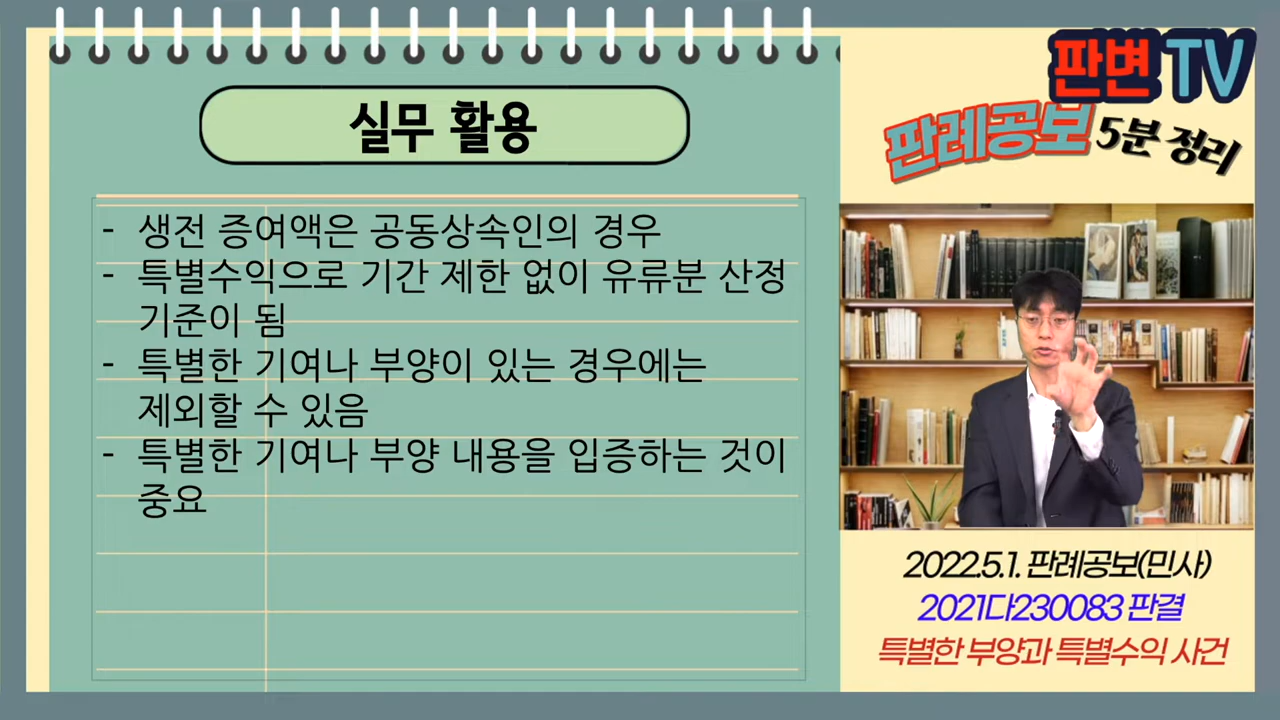 실무 활용
- 생전 증여액은 공동상속인의 경우
- 특별수익으로 기간 제한 없이 유류분 산정
기준이 됨
- 특별한 기여나 부양이 있는 경우에는
제외할 수 있음
- 특별한 기여나 부양 내용을 입증하는 것이
중요
판변 TV
판례공보 5분 정리
2022.5.1. 판례공보(민사)
2021다230083 판결
특별한 부양과 특별수익 사건